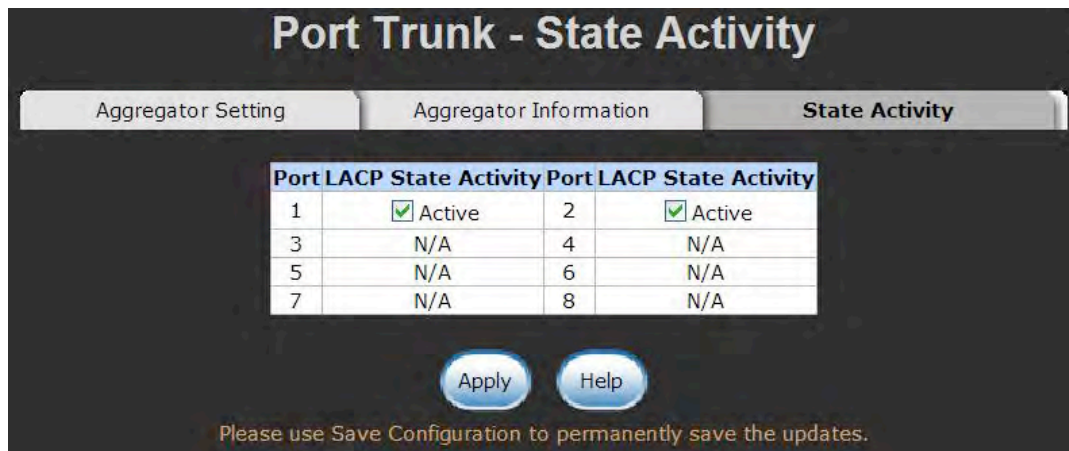 Port Trunk - State Activity
Aggregator Setting Aggregator Information State Activity
Port LACP State Activity Port LACP State Activity
1 Active 2 Active
3 N/A 4 N/A
5 N/A 6 N/A
7 N/A 8 N/A
Apply Help
Please use Save Configuration to permanently save the updates.